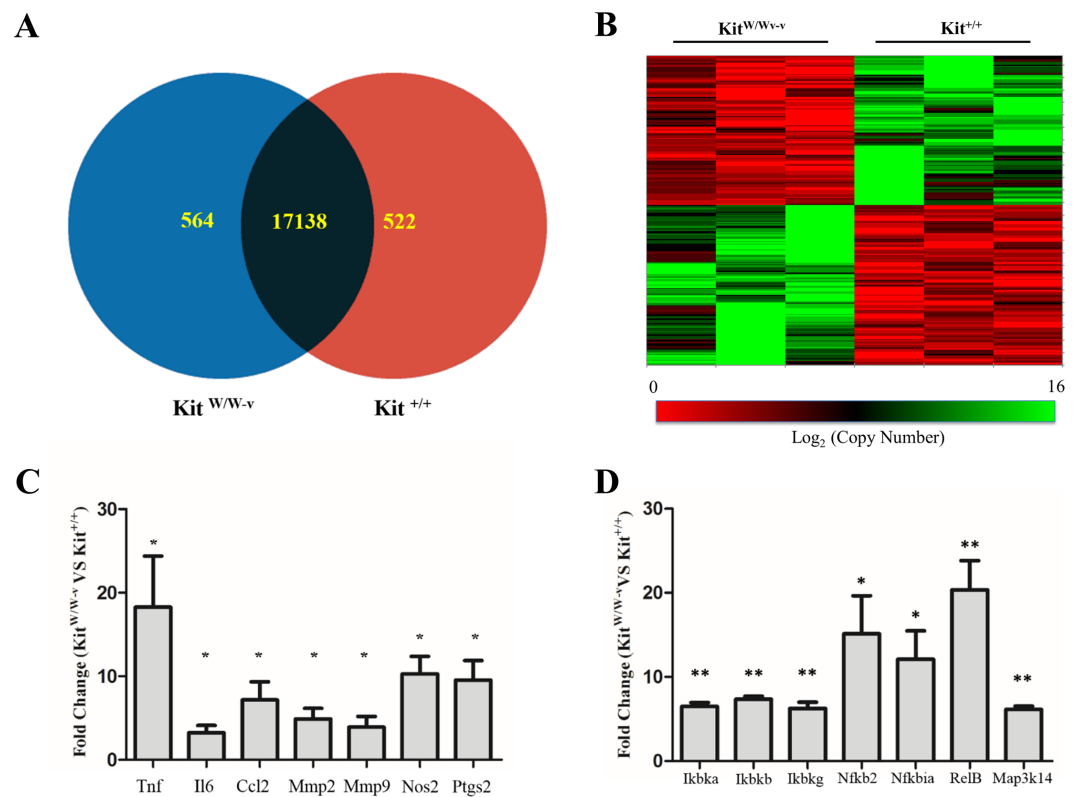 A
564
17138
522
Kit W/W-v
Kit +/+
B
Kit W/Wv-v
Kit +/+
0
16
Log2 (Copy Number)
C
Fold Change (Kit W/W-v VS Kit +/+)
30
20
10
0
*
*
*
*
*
*
*
Tnf Il6 Ccl2 Mmp2 Mmp9 Nos2 Ptgs2
D
Fold Change (Kit W/W-v VS Kit +/+)
30
20
10
0
**
**
**
*
*
**
**
Ikbka Ikbkb Ikbkg Nfkb2 Nfkbia RelB Map3k14